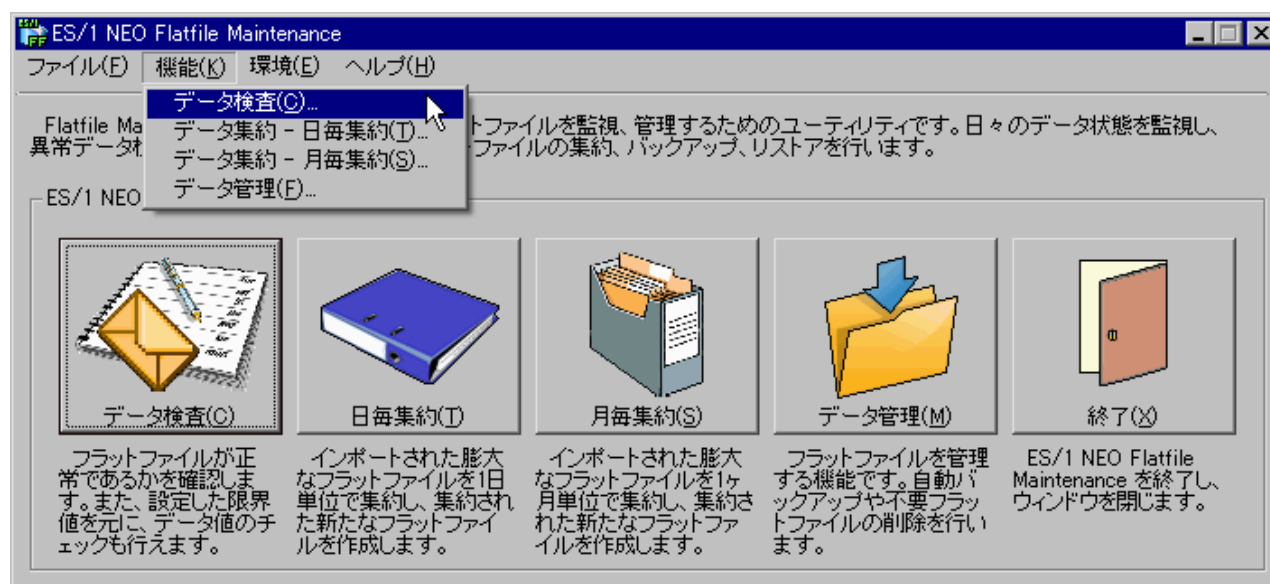 ES/1 NEO Flatfile Maintenance
ファイル(F) 機能(K) 環境(E) ヘルプ(H)
データ検査(C)...
データ集約 - 日毎集約(T)...
データ集約 - 月毎集約(S)...
データ管理(F)...
Flatfile Ma
トファイルを監視、管理するためのユーティリティです。日々のデータ状態を監視し、
異常データ
ファイルの集約、バックアップ、リストアを行います。
ES/1 NEO
データ検査(C)
日毎集約(T)
月毎集約(S)
データ管理(M)
終了(X)
フラットファイルが正
常であるかを確認しま
す。また、設定した限界
値を元に、データ値のチ
ェックも行えます。
インポートされた膨大
なフラットファイルを1日
単位で集約し、集約され
た新たなフラットファイ
ルを作成します。
インポートされた膨大
なフラットファイルを1ヶ
月単位で集約し、集約さ
れた新たなフラットファ
イルを作成します。
フラットファイルを管理
する機能です。自動バ
ックアップや不要フラッ
トファイルの削除を行い
ます。
ES/1 NEO Flatfile
Maintenance を終了し、
ウィンドウを閉じます。